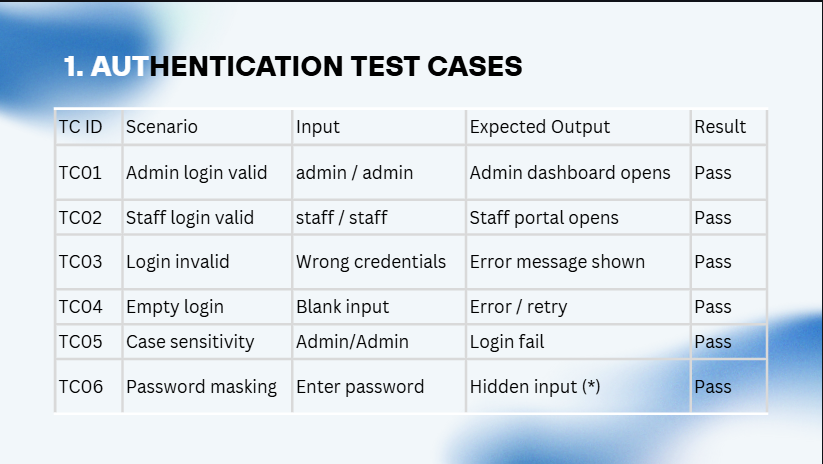 1. AUTHENTICATION TEST CASES
TC ID Scenario Input Expected Output Result
TC01 Admin login valid admin / admin Admin dashboard opens Pass
TC02 Staff login valid staff / staff Staff portal opens Pass
TC03 Login invalid Wrong credentials Error message shown Pass
TC04 Empty login Blank input Error / retry Pass
TC05 Case sensitivity Admin/Admin Login fail Pass
TC06 Password masking Enter password Hidden input (*) Pass